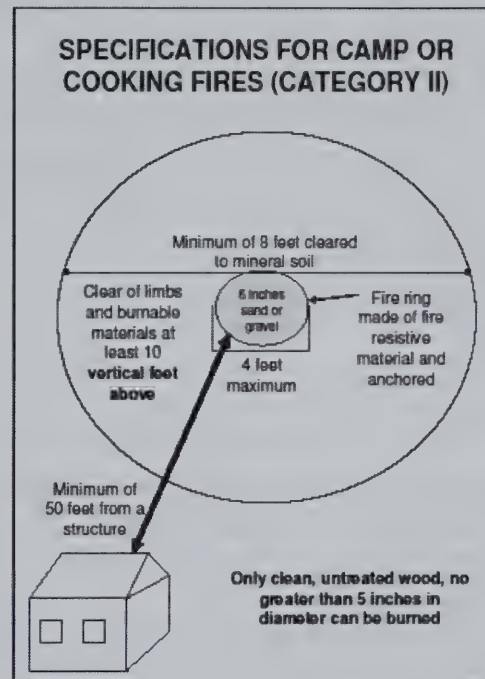 SPECIFICATIONS FOR CAMP OR
COOKING FIRES (CATEGORY II)
Minimum of 8 feet cleared
to mineral soil
Clear of limbs
and burnable
materials at
least 10
vertical feet
above
6 inches
sand or
gravel
4 feet
maximum
Fire ring
made of fire
resistive
material and
anchored
Minimum of
50 feet from a
structure
Only clean, untreated wood, no
greater than 5 inches in
diameter can be burned